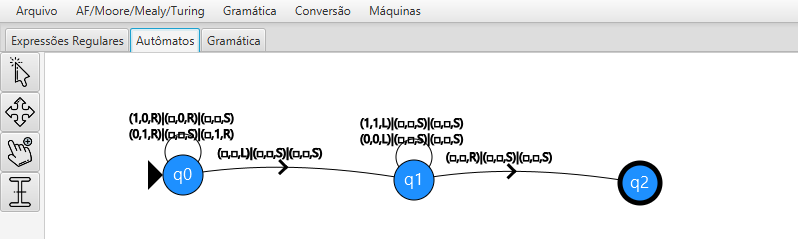 Arquivo AF/Moore/Mealy/Turing Gramática Conversão Máquinas
Expressões Regulares Autômatos Gramática
(1,0,R)|(□,0,R)|(□,□,S)
(0,1,R)|(□,□,S)|(□,1,R)
(□,□,L)|(□,□,S)|(□,□,S)
(1,1,L)|(□,□,S)|(□,□,S)
(0,0,L)|(□,□,S)|(□,□,S)
(□,□,R)|(□,□,S)|(□,□,S)
q0
q1
q2